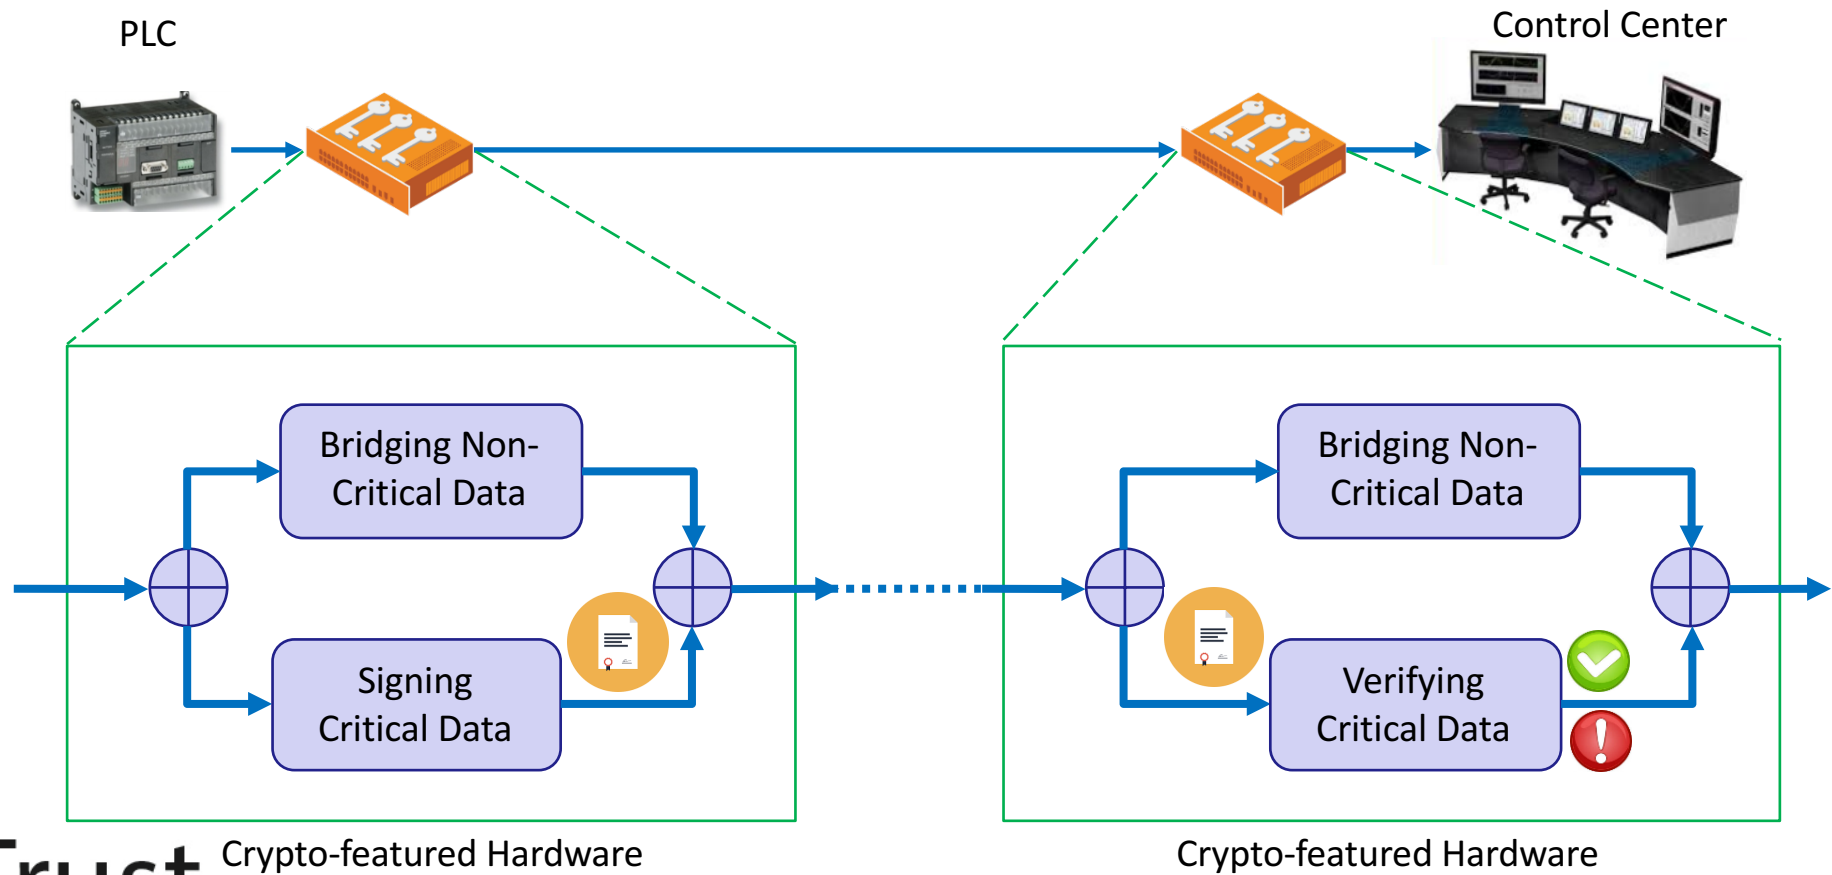 PLC
Control Center
Bridging Non-
Critical Data
Bridging Non-
Critical Data
Signing
Critical Data
Verifying
Critical Data
Trust
Crypto-featured Hardware
Crypto-featured Hardware